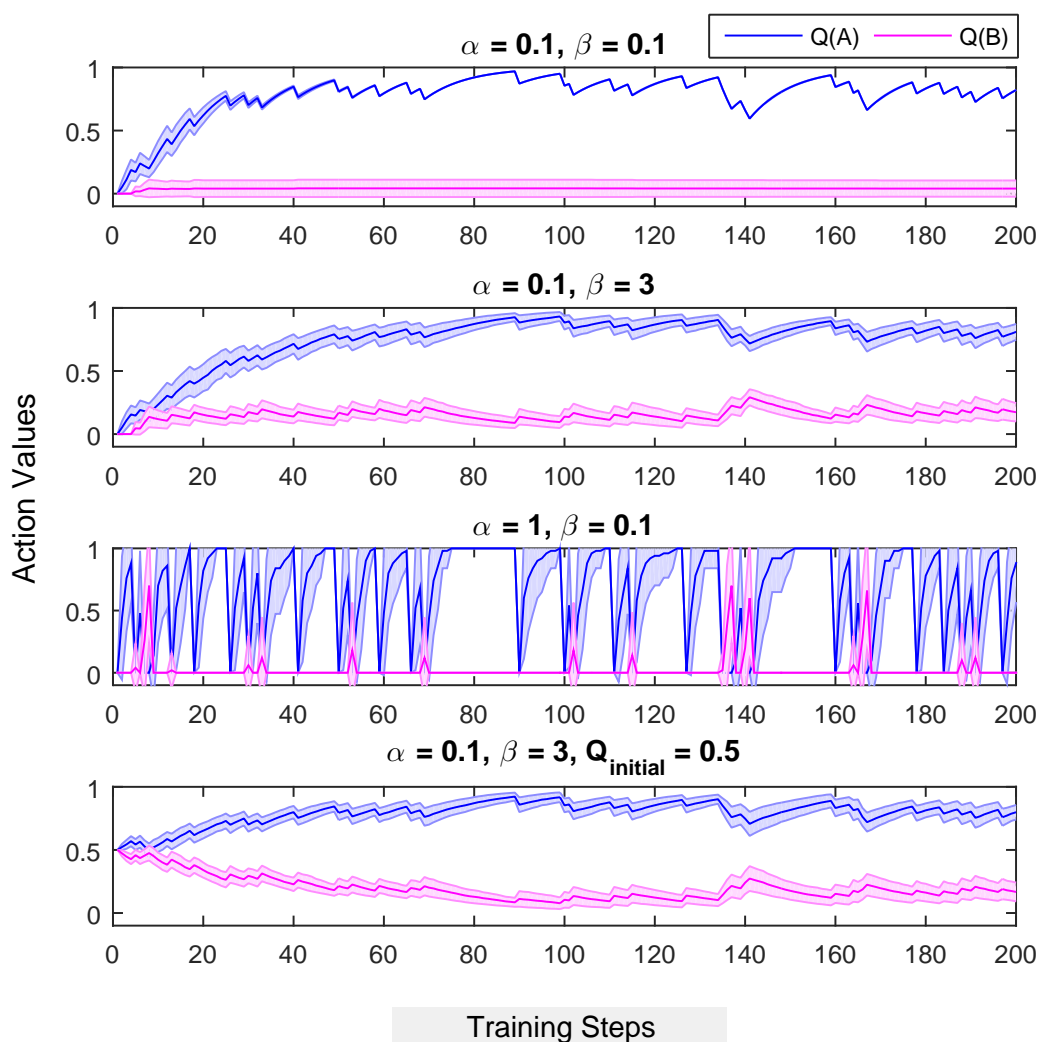 Q(A) Q(B)
α = 0.1, β = 0.1
1
0.5
0
0 20 40 60 80 100 120 140 160 180 200
α = 0.1, β = 3
1
0.5
0
0 20 40 60 80 100 120 140 160 180 200
Action Values
α = 1, β = 0.1
1
0.5
0
0 20 40 60 80 100 120 140 160 180 200
α = 0.1, β = 3, Qinitial = 0.5
1
0.5
0
0 20 40 60 80 100 120 140 160 180 200
Training Steps